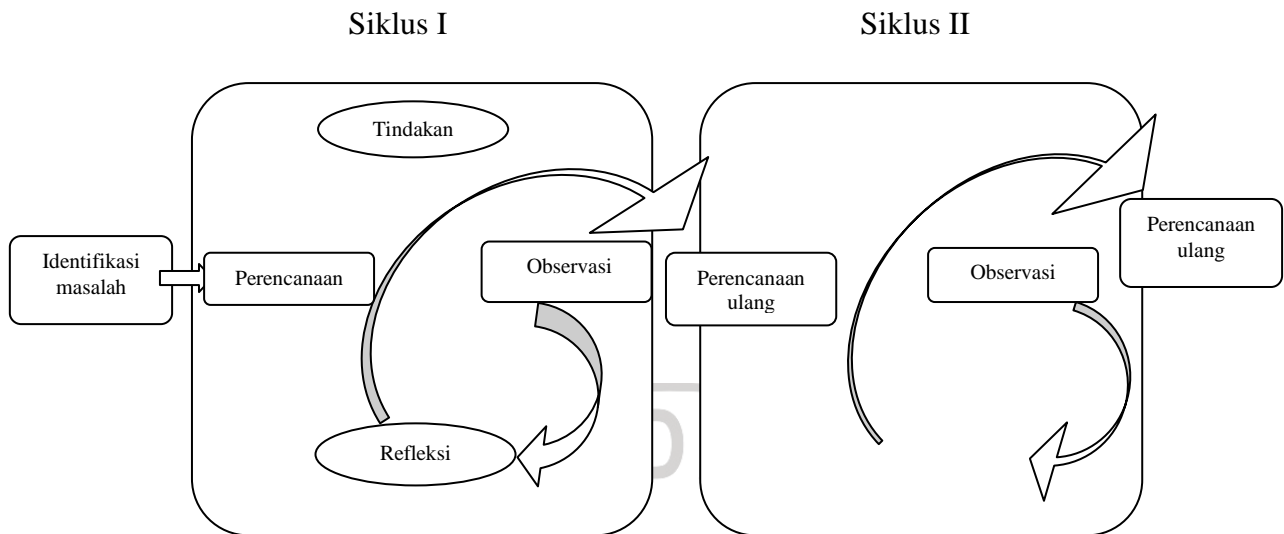 Siklus I
Siklus II
Tindakan
Identifikasi
masalah
Perencanaan
Observasi
Refleksi
Perencanaan
ulang
Observasi
Perencanaan
ulang